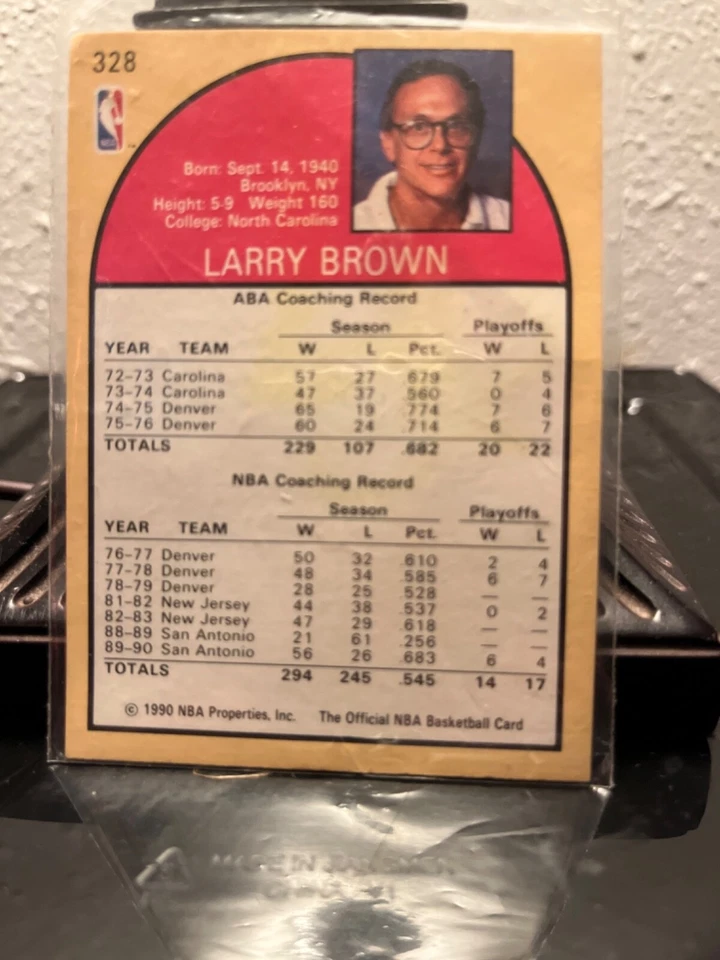 328
NBA
Born: Sept. 14, 1940
Brooklyn, NY
Height: 5-9 Weight 160
College: North Carolina
LARRY BROWN
ABA Coaching Record
Season Playoffs
YEAR TEAM W L Pct. W L
72-73 Carolina 57 27 .679 7 5
73-74 Carolina 47 37 .560 0 4
74-75 Denver 65 19 .774 7 6
75-76 Denver 60 24 .714 6 7
TOTALS 229 107 .682 20 22
NBA Coaching Record
Season Playoffs
YEAR TEAM W L Pct. W L
76-77 Denver 50 32 .610 2 4
77-78 Denver 48 34 .585 6 7
78-79 Denver 28 25 .528 — —
81-82 New Jersey 44 38 .537 0 2
82-83 New Jersey 47 29 .618 — —
88-89 San Antonio 21 61 .256 — —
89-90 San Antonio 56 26 .683 6 4
TOTALS 294 245 .545 14 17
© 1990 NBA Properties, Inc. The Official NBA Basketball Card